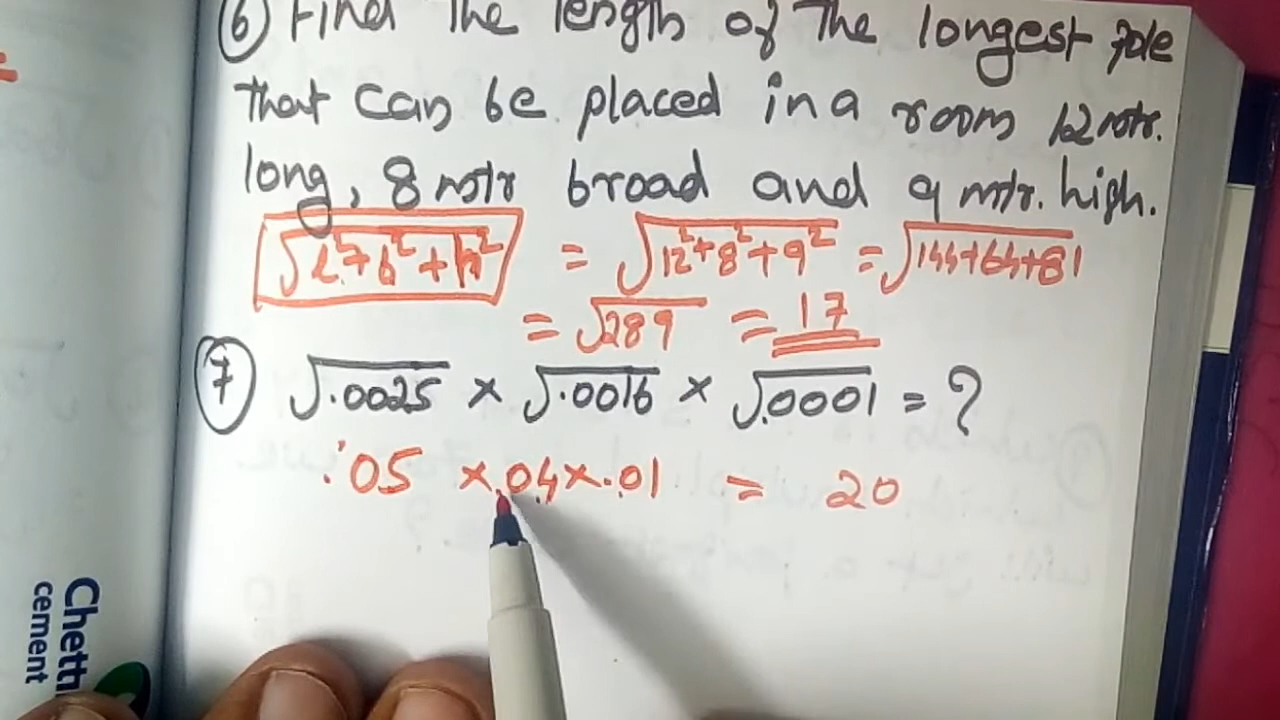 6 Find the length of the longest pole
that can be placed in a room 12 mtr.
long, 8 mtr broad and 9 mtr. high.
√l²+b²+h² = √12²+8²+9² = √144+64+81
= √289 = 17
7 √.0025 × √.0016 × √.0001 = ?
.05 × .04 × .01 = 20
cement